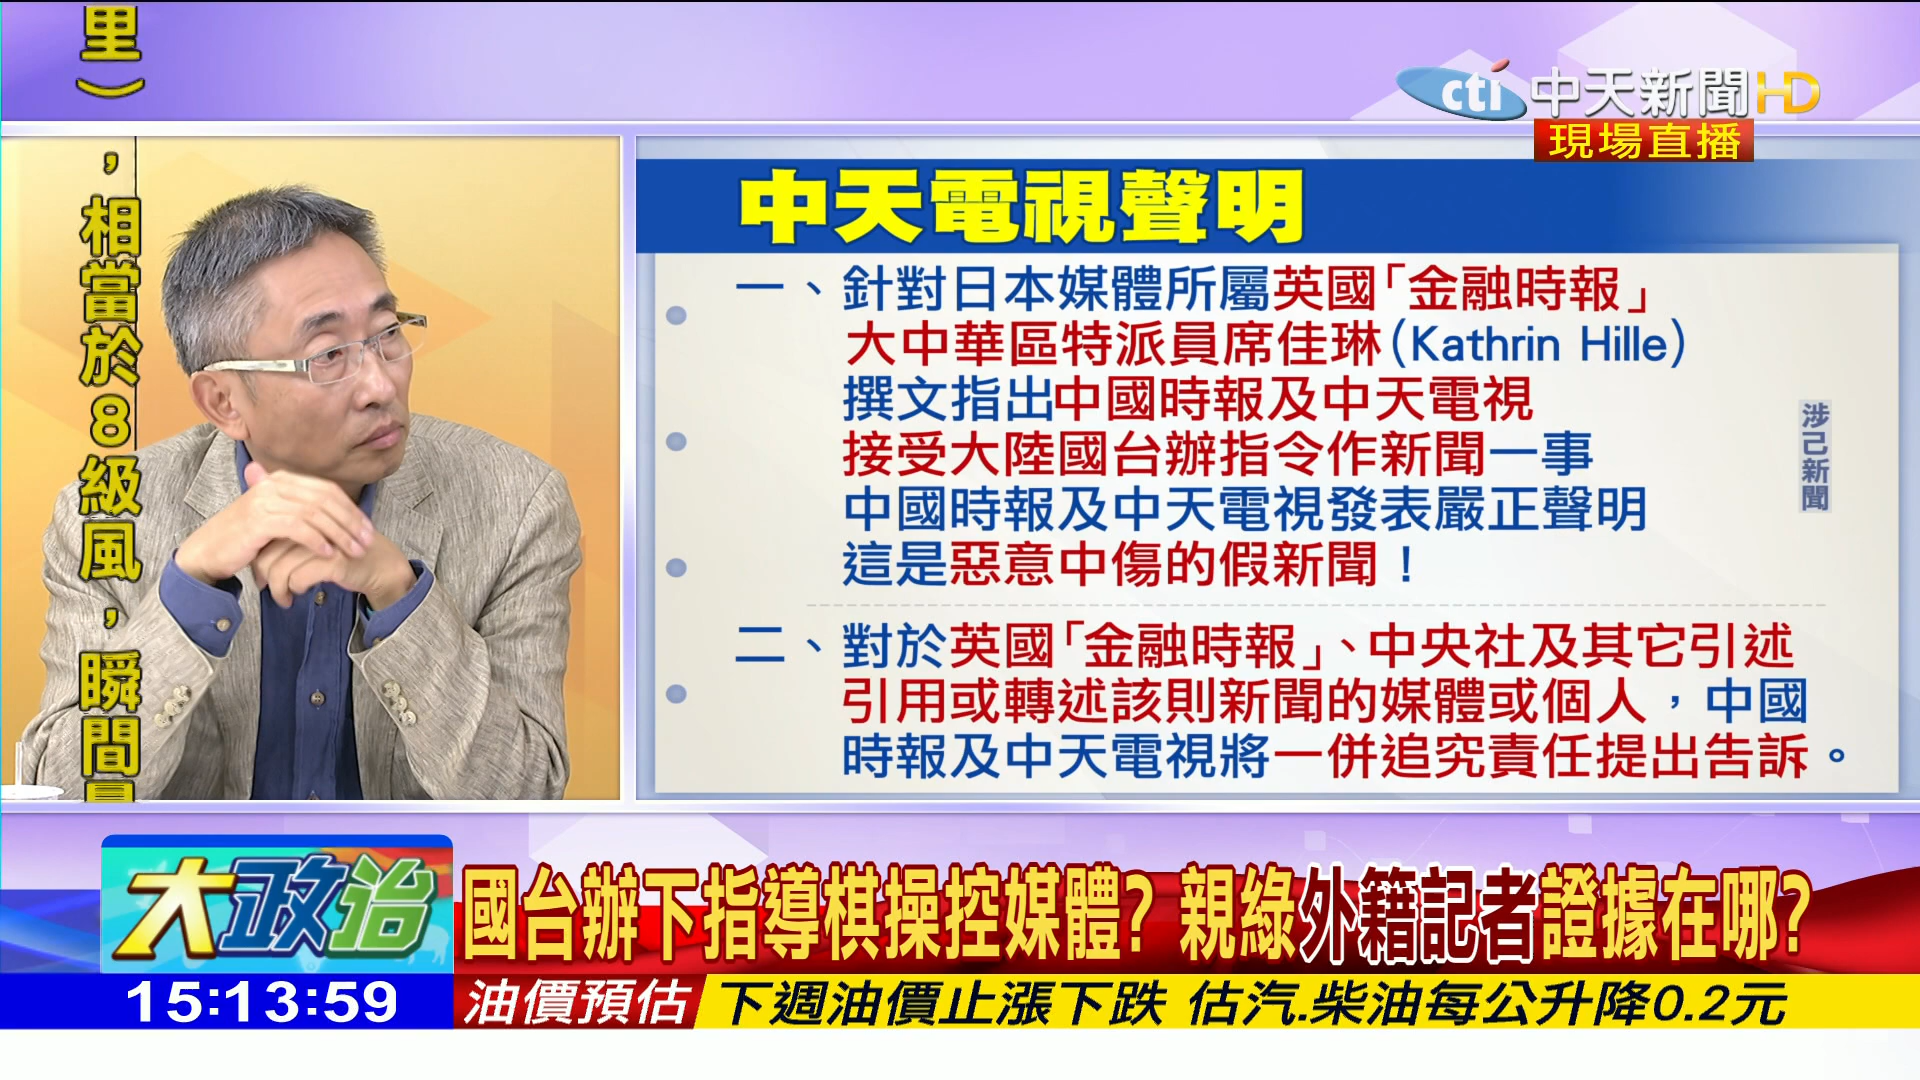 里）
，相當於8級風，瞬間
cti 中天新聞HD
現場直播
中天電視聲明
一、針對日本媒體所屬英國「金融時報」
大中華區特派員席佳琳（Kathrin Hille）
撰文指出中國時報及中天電視
接受大陸國台辦指令作新聞一事
中國時報及中天電視發表嚴正聲明
這是惡意中傷的假新聞！
二、對於英國「金融時報」、中央社及其它引述
引用或轉述該則新聞的媒體或個人，中國
時報及中天電視將一併追究責任提出告訴。
涉己新聞
大政治
國台辦下指導棋操控媒體？親綠外籍記者證據在哪？
15:13:59
油價預估
下週油價止漲下跌 估汽.柴油每公升降0.2元